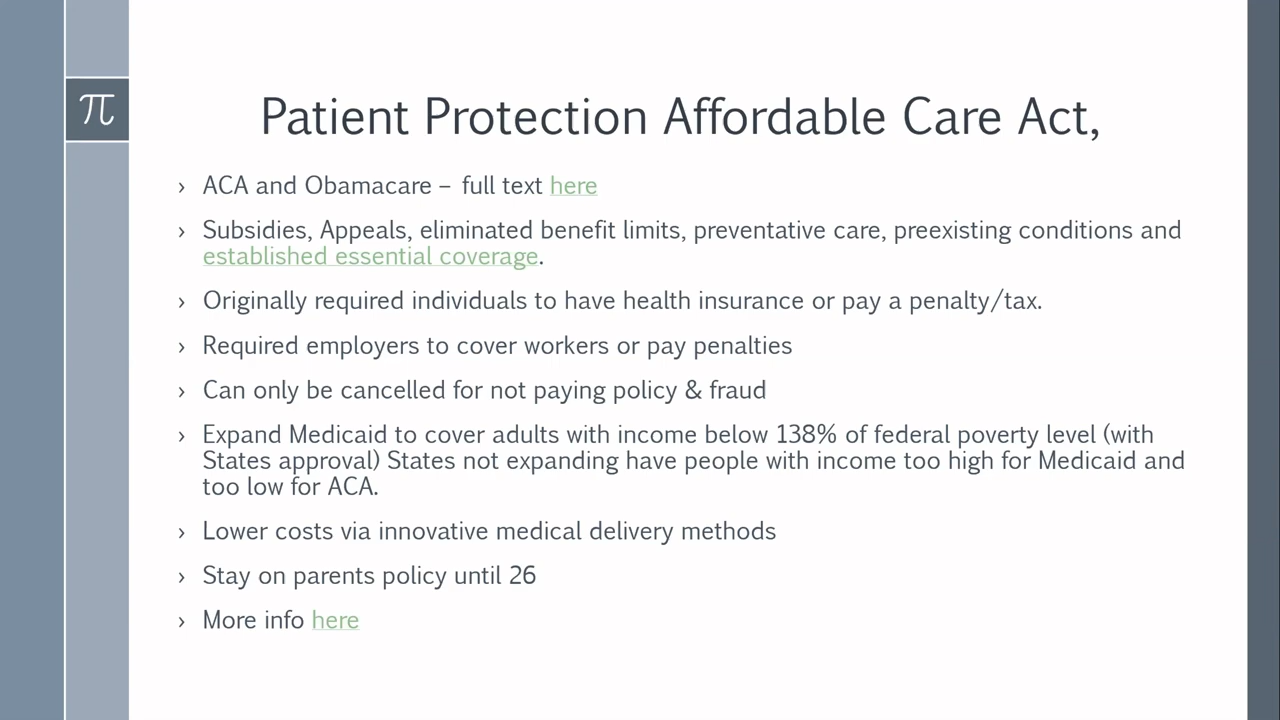 π
Patient Protection Affordable Care Act,
› ACA and Obamacare – full text here
› Subsidies, Appeals, eliminated benefit limits, preventative care, preexisting conditions and
established essential coverage.
› Originally required individuals to have health insurance or pay a penalty/tax.
› Required employers to cover workers or pay penalties
› Can only be cancelled for not paying policy & fraud
› Expand Medicaid to cover adults with income below 138% of federal poverty level (with
States approval) States not expanding have people with income too high for Medicaid and
too low for ACA.
› Lower costs via innovative medical delivery methods
› Stay on parents policy until 26
› More info here